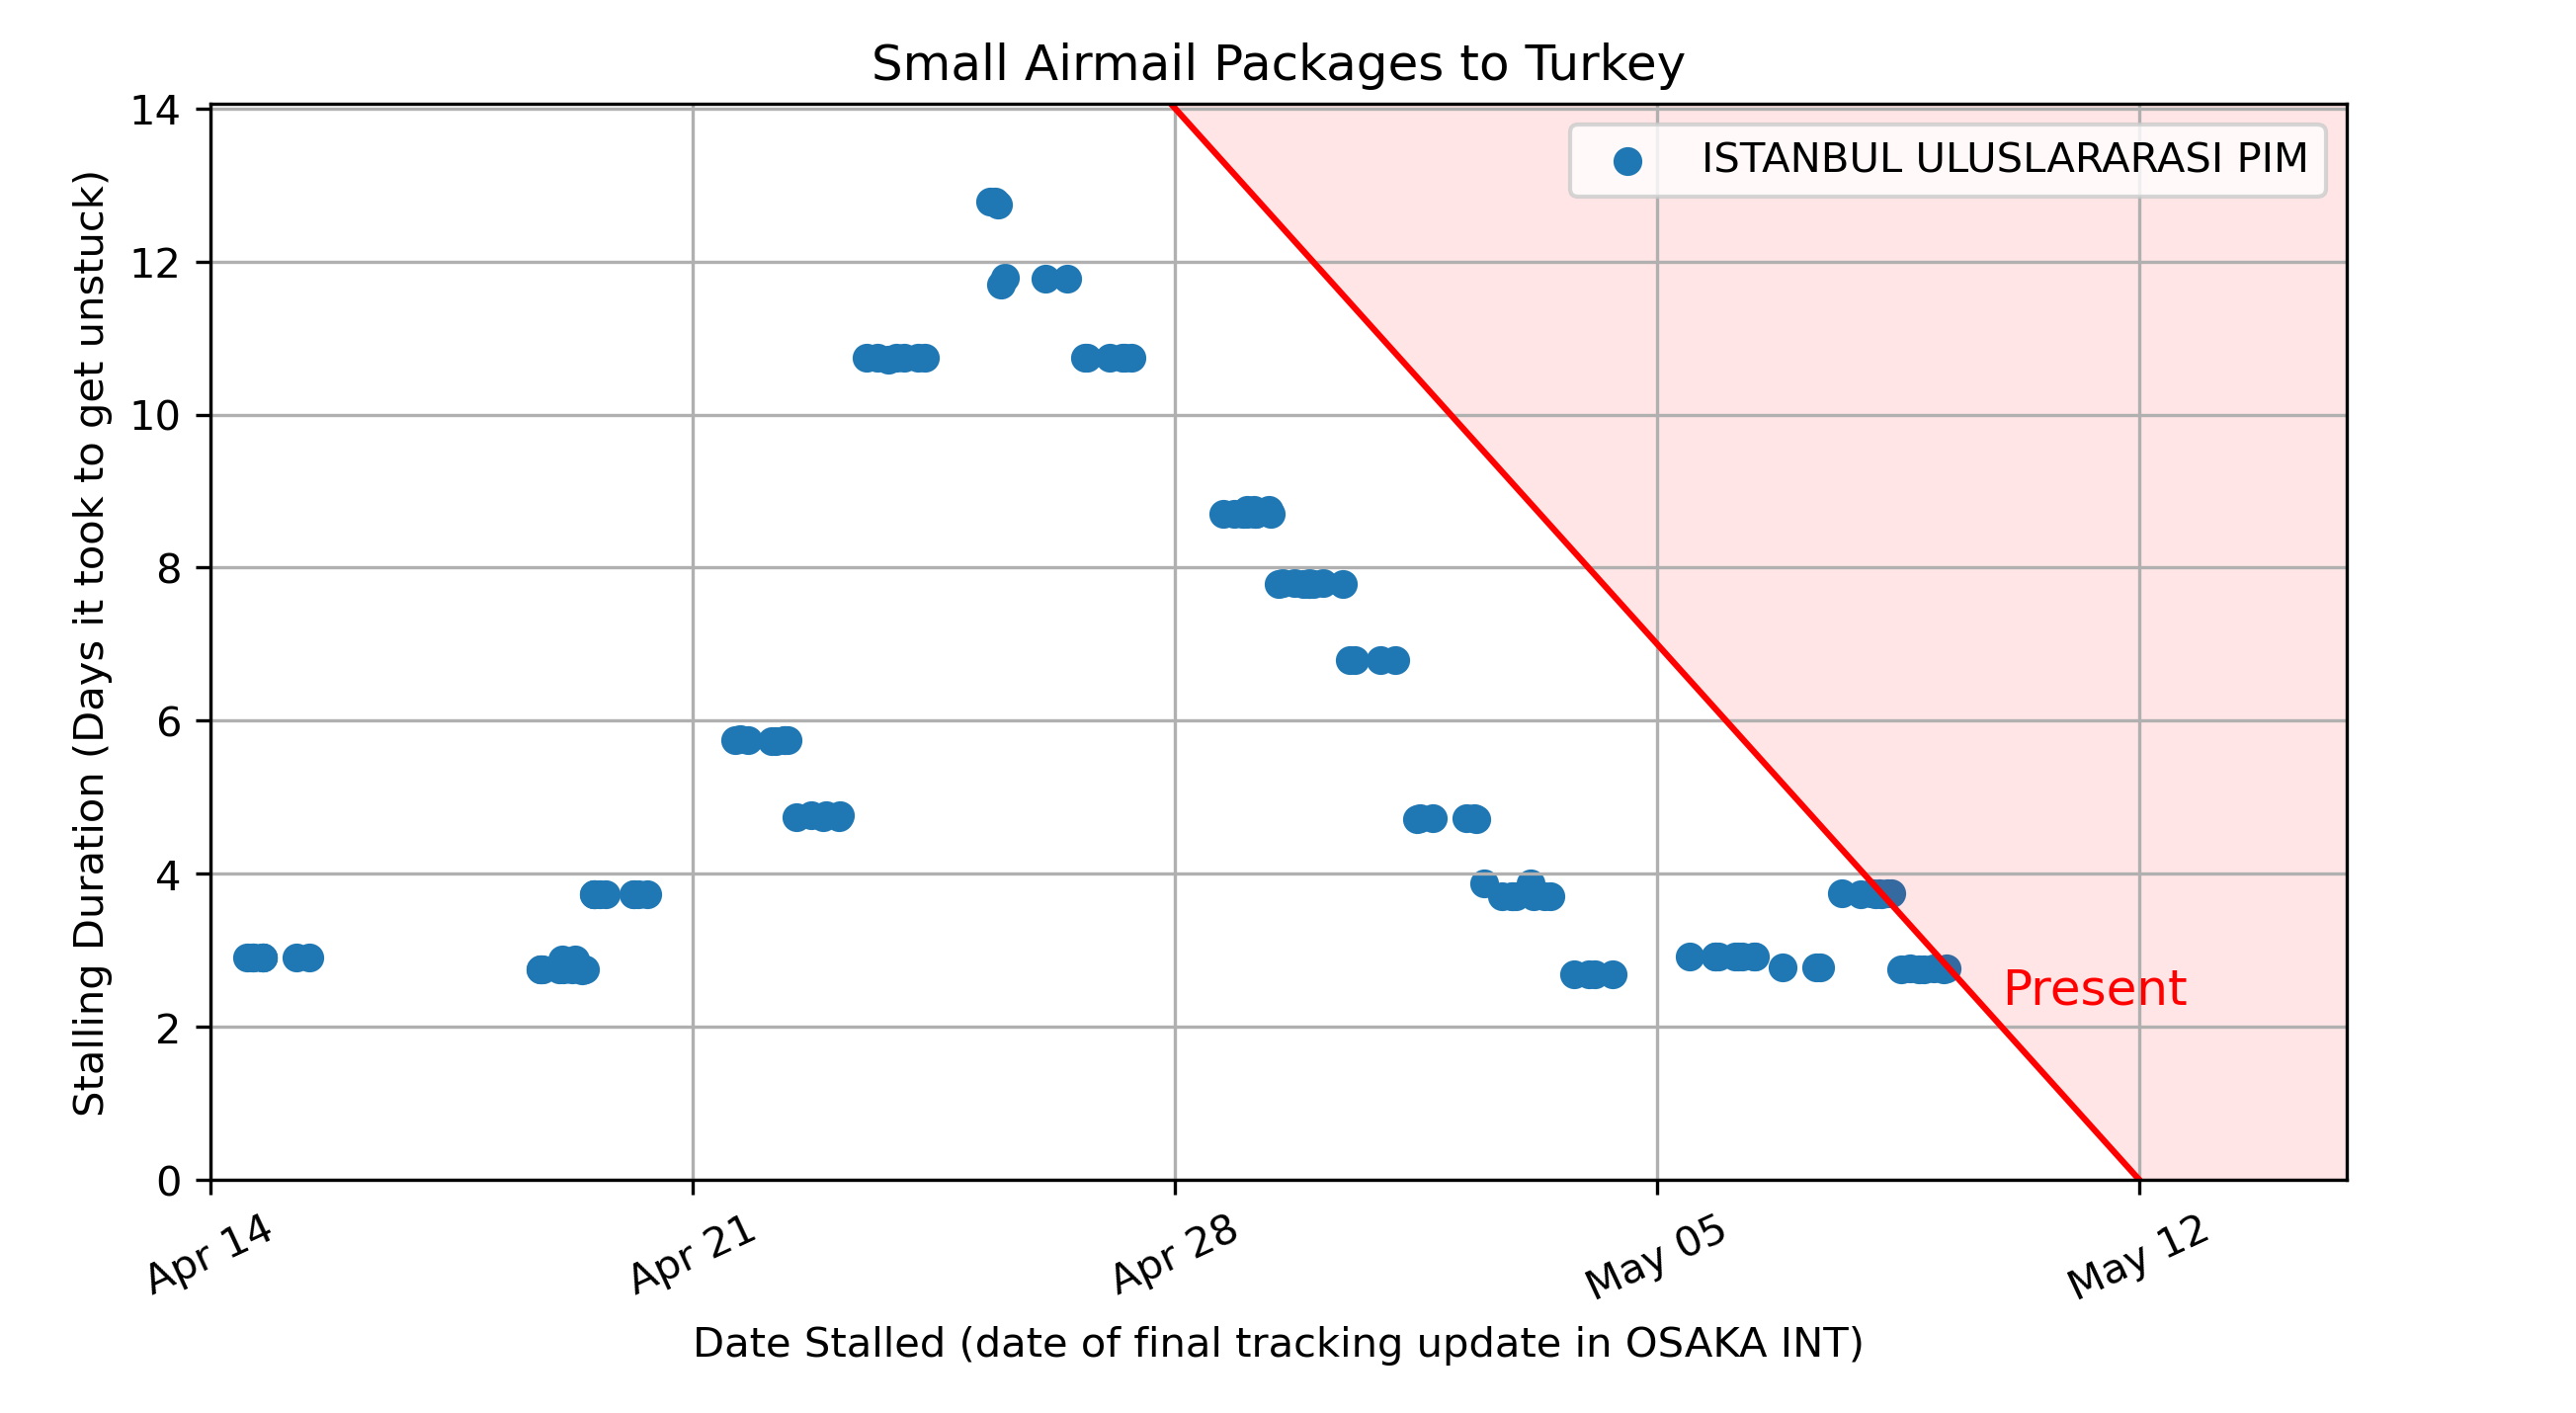 Small Airmail Packages to Turkey
Stalling Duration (Days it took to get unstuck)
14
12
10
8
6
4
2
0
ISTANBUL ULUSLARARASI PIM
Present
Apr 14
Apr 21
Apr 28
May 05
May 12
Date Stalled (date of final tracking update in OSAKA INT)